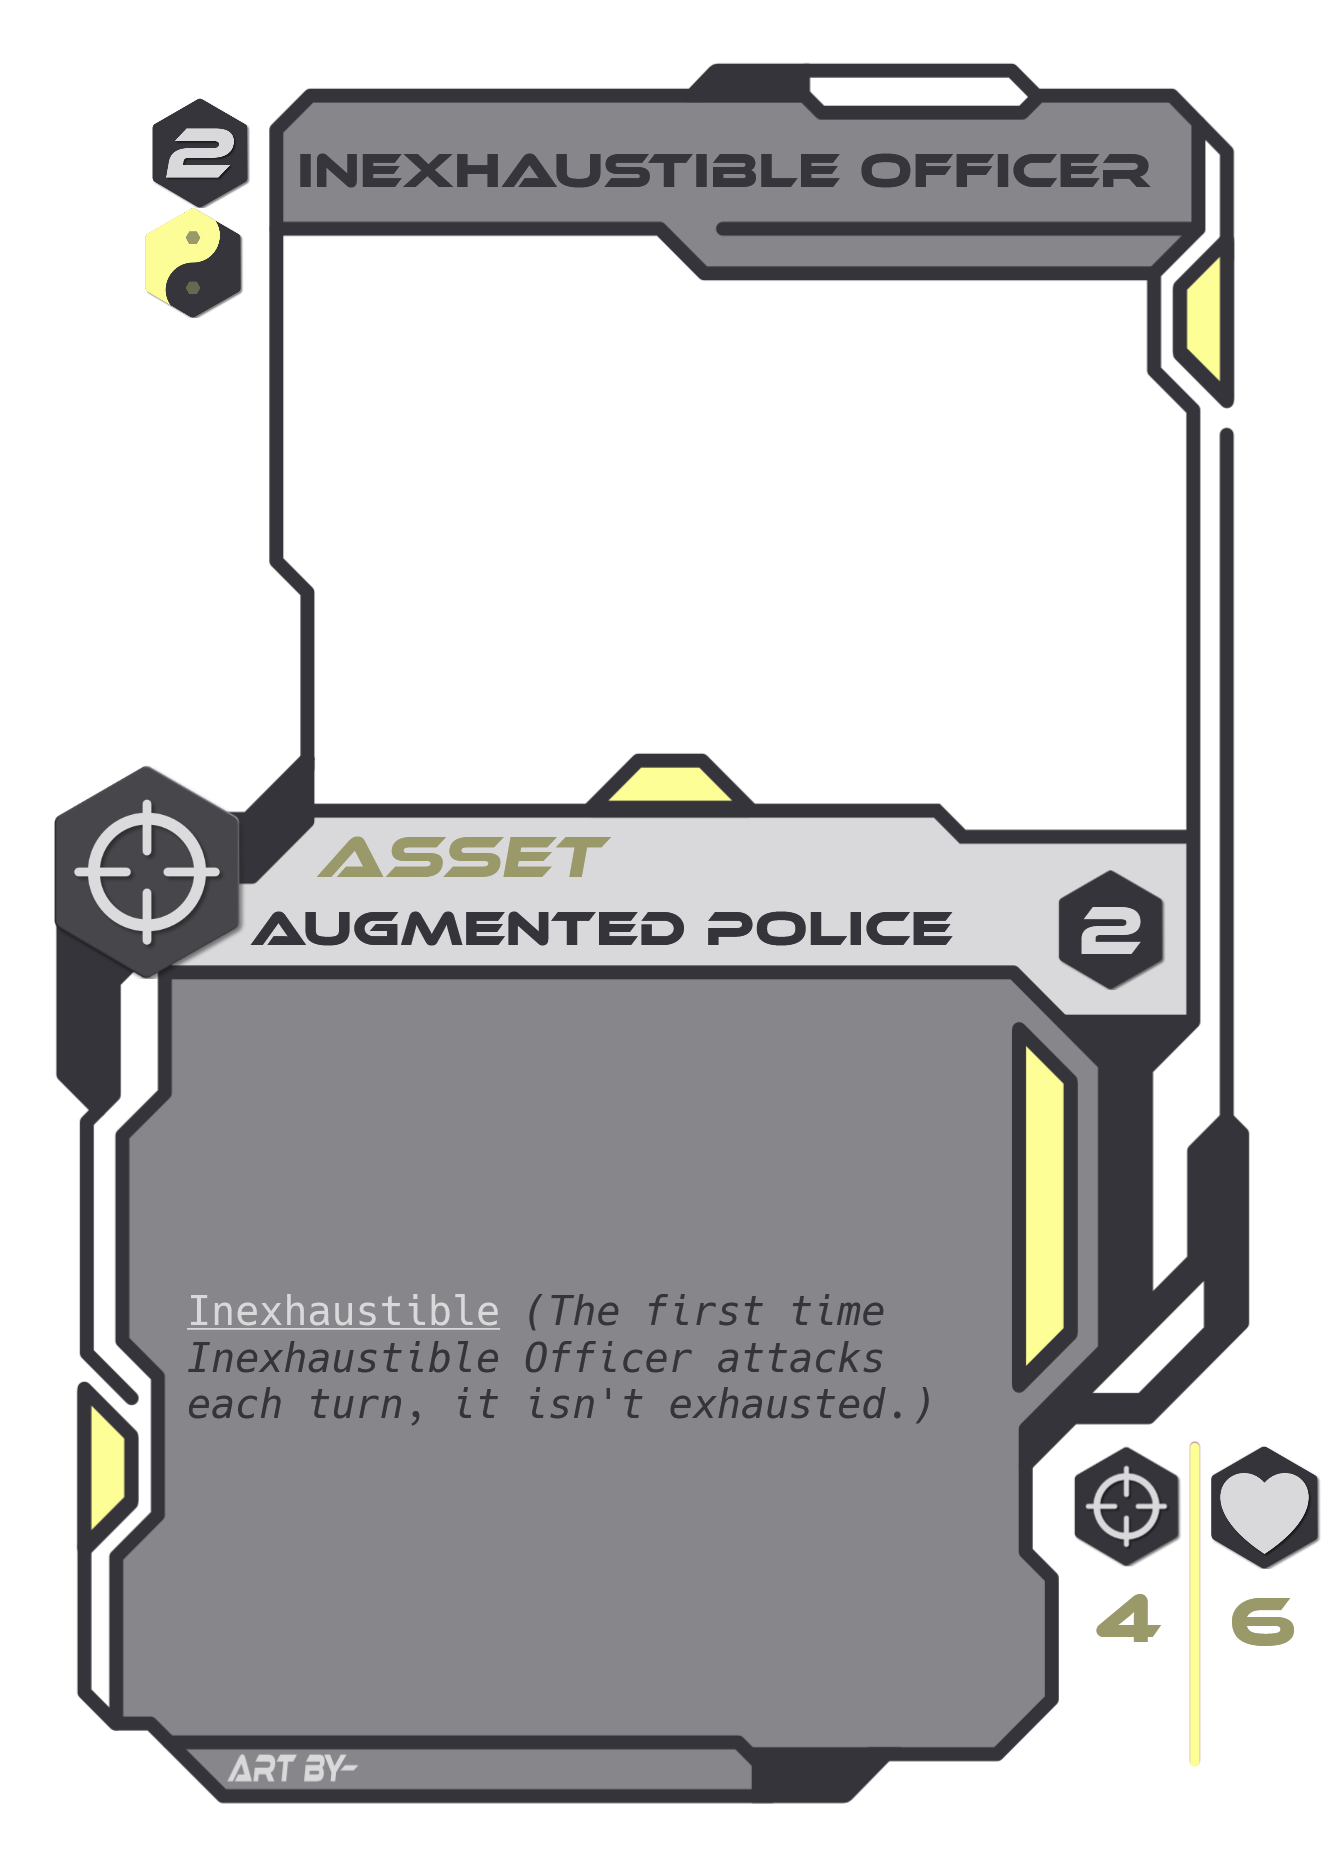 2
INEXHAUSTIBLE OFFICER
ASSET
AUGMENTED POLICE
2
Inexhaustible (The first time
Inexhaustible Officer attacks
each turn, it isn't exhausted.)
4
6
ART BY-